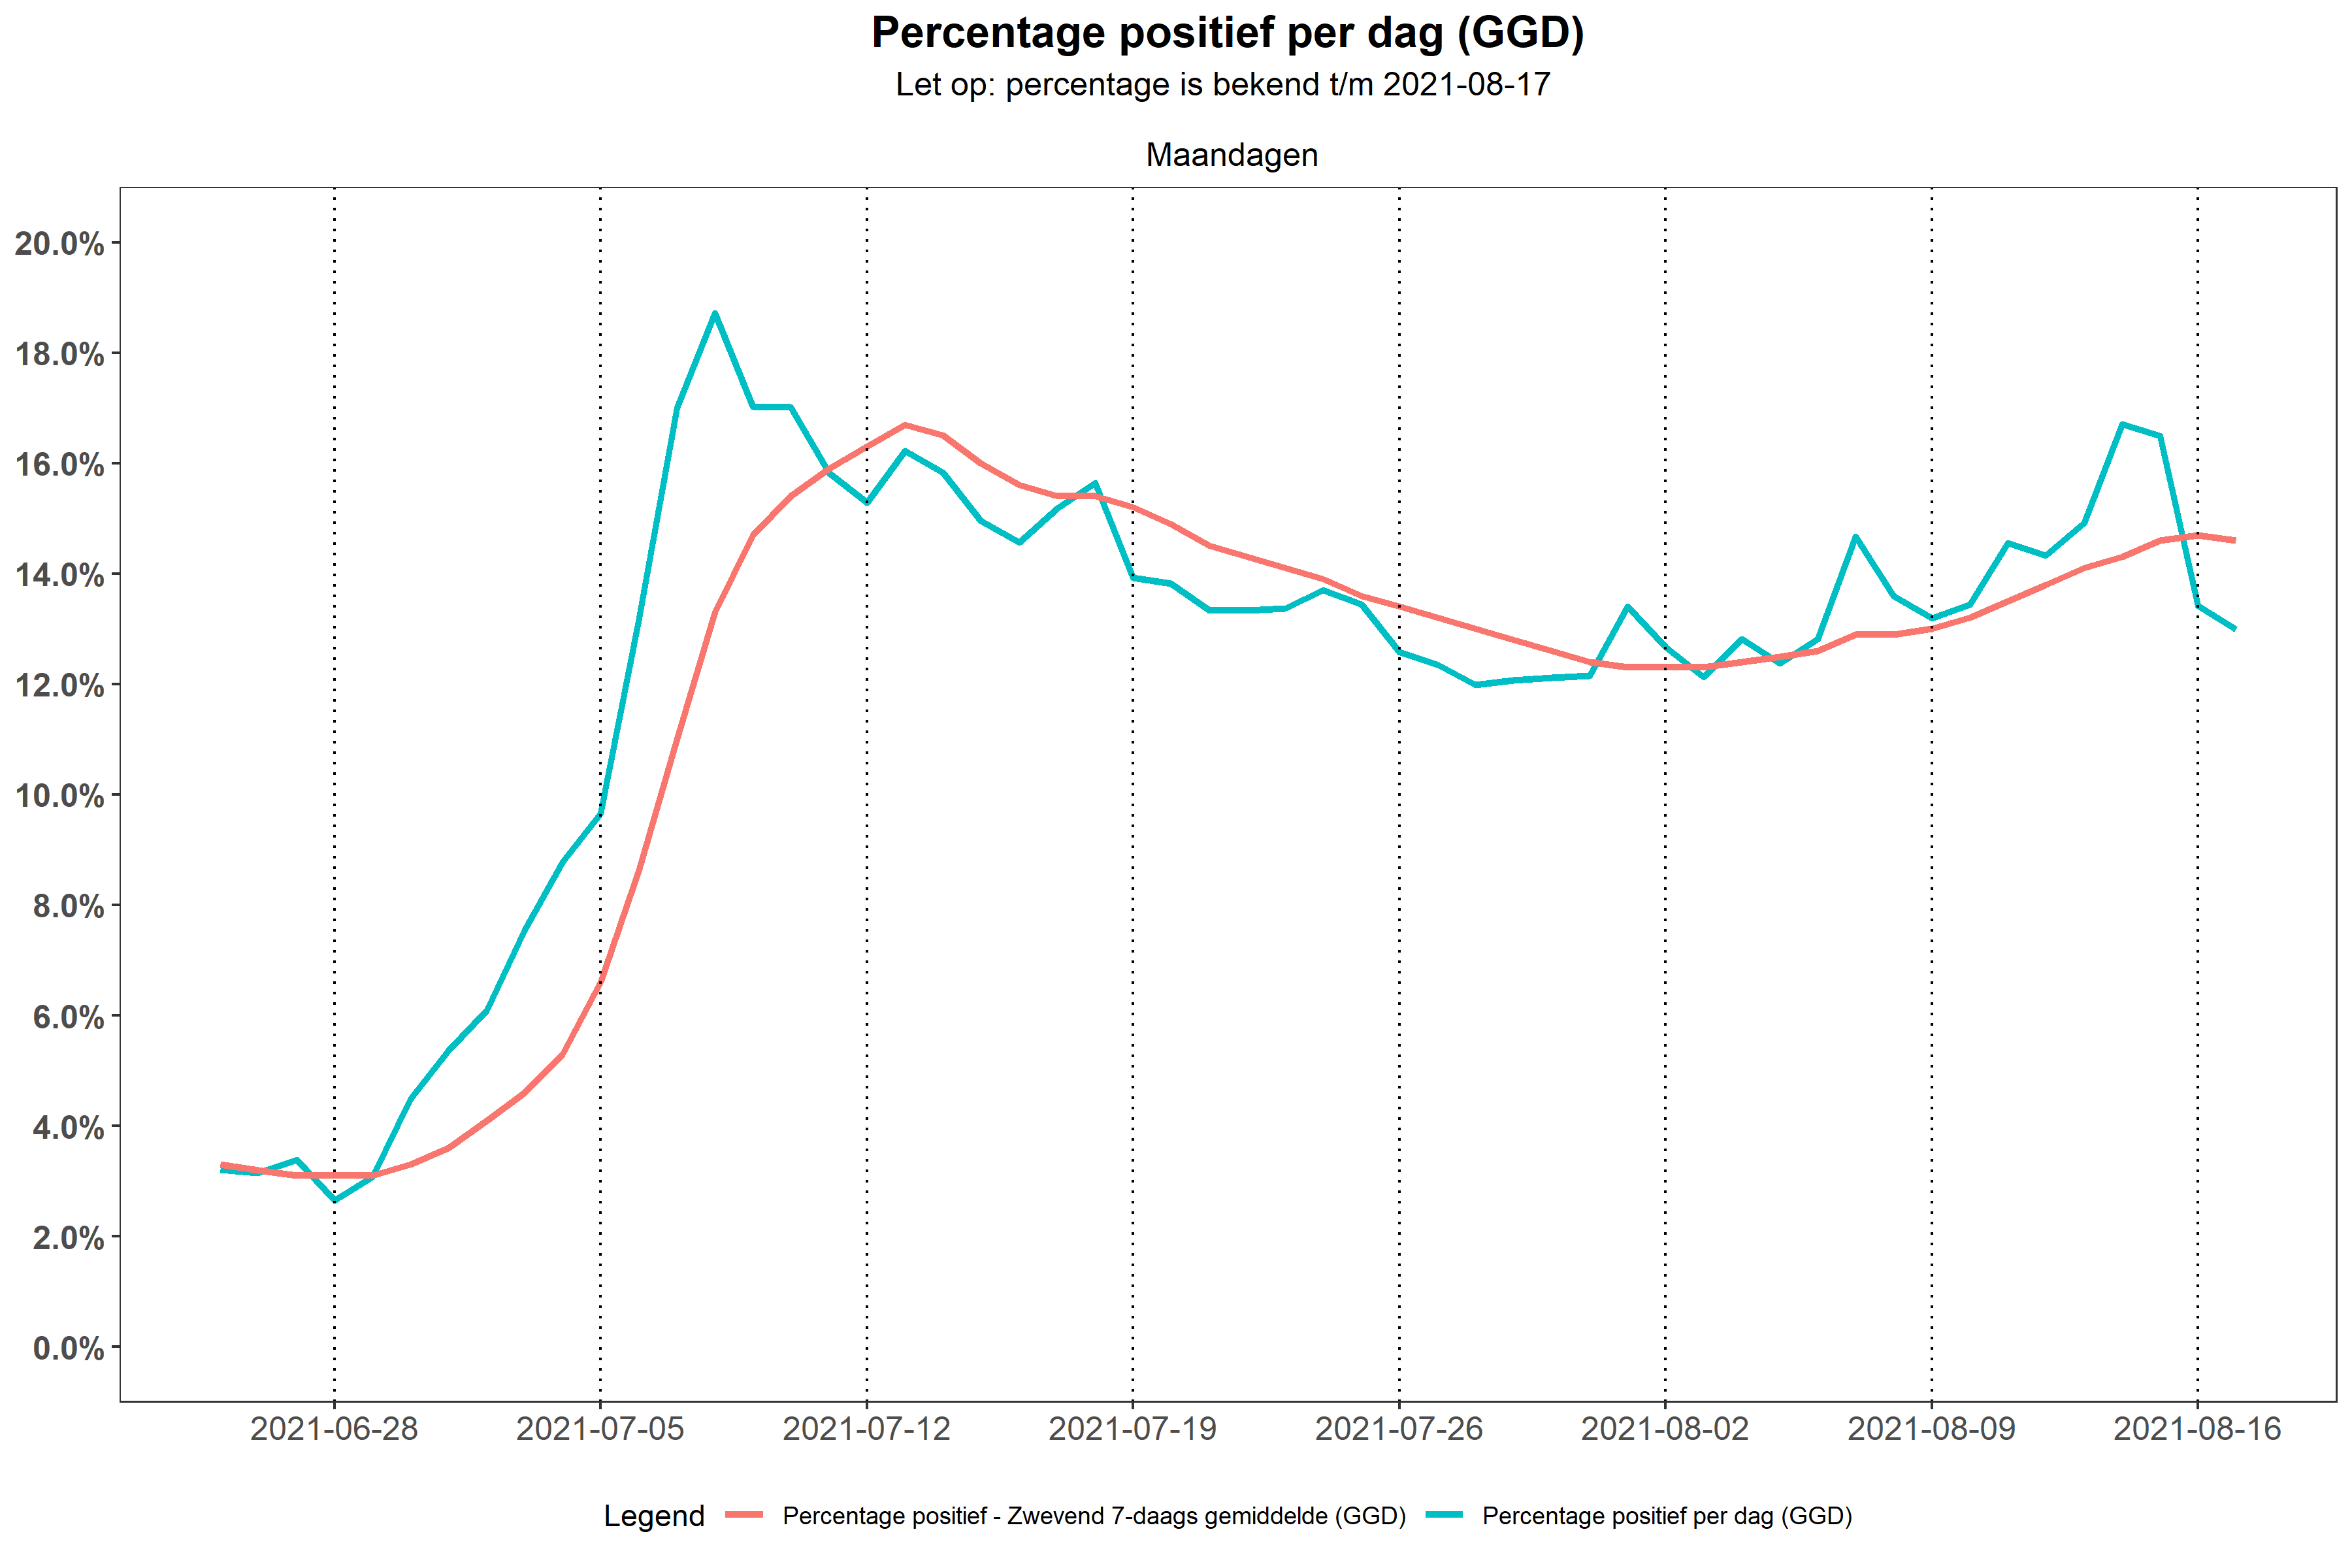 Percentage positief per dag (GGD)
Let op: percentage is bekend t/m 2021-08-17
Maandagen
20.0%
18.0%
16.0%
14.0%
12.0%
10.0%
8.0%
6.0%
4.0%
2.0%
0.0%
2021-06-28 2021-07-05 2021-07-12 2021-07-19 2021-07-26 2021-08-02 2021-08-09 2021-08-16
Legend Percentage positief - Zwevend 7-daags gemiddelde (GGD) Percentage positief per dag (GGD)